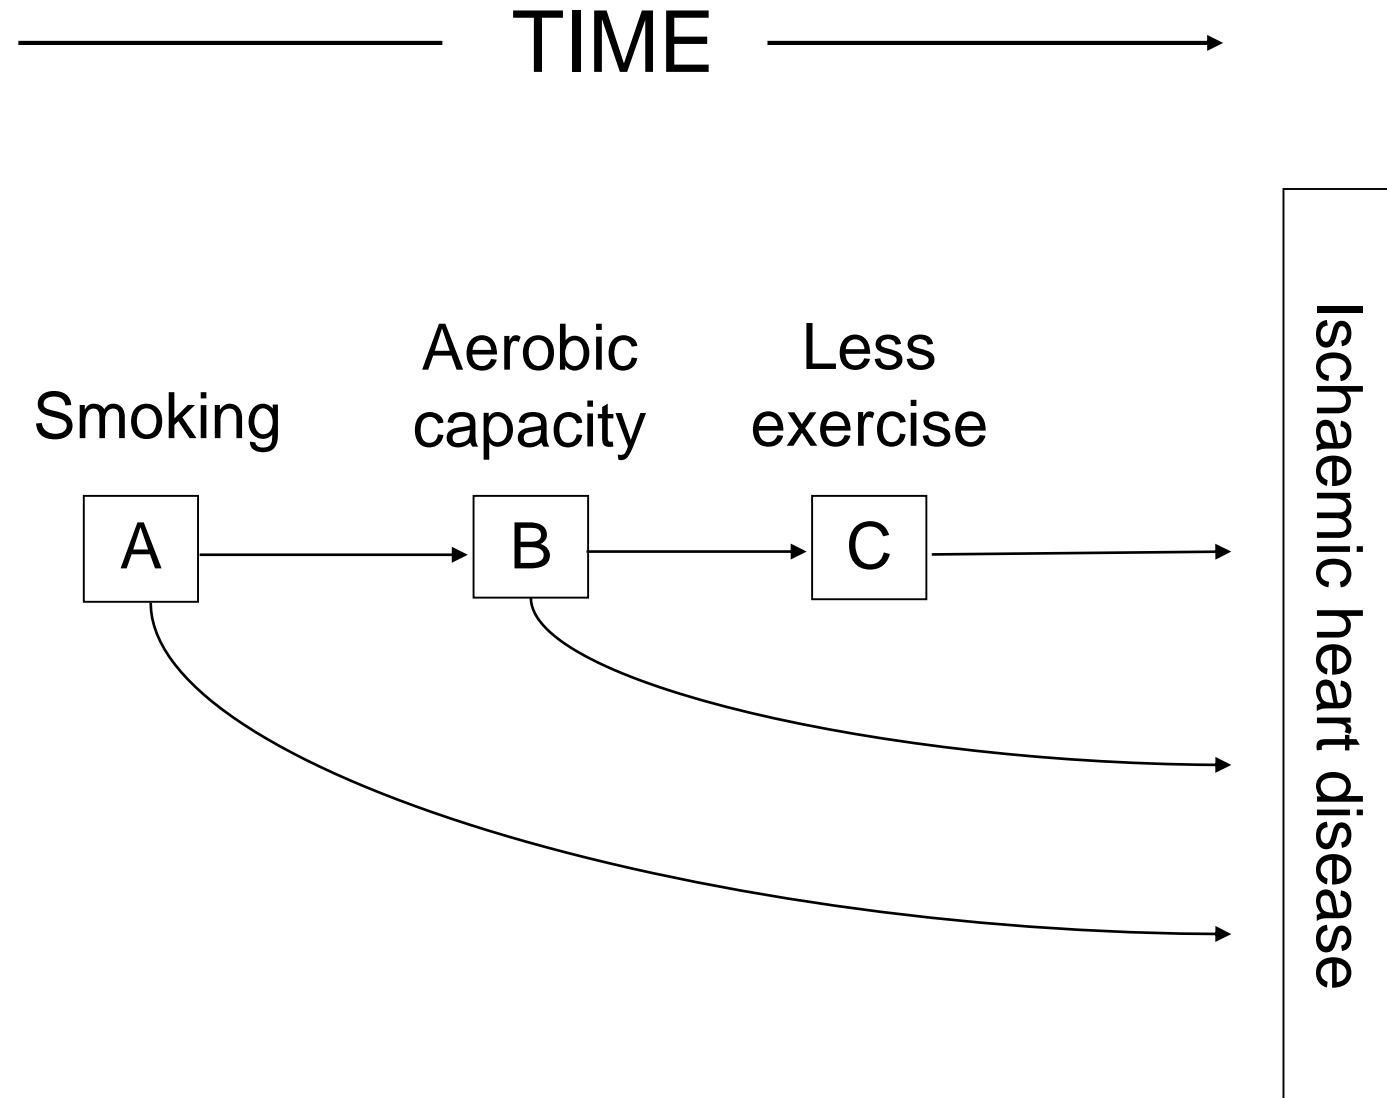 TIME
Smoking
Aerobic
capacity
Less
exercise
A
B
C
Ischaemic heart disease